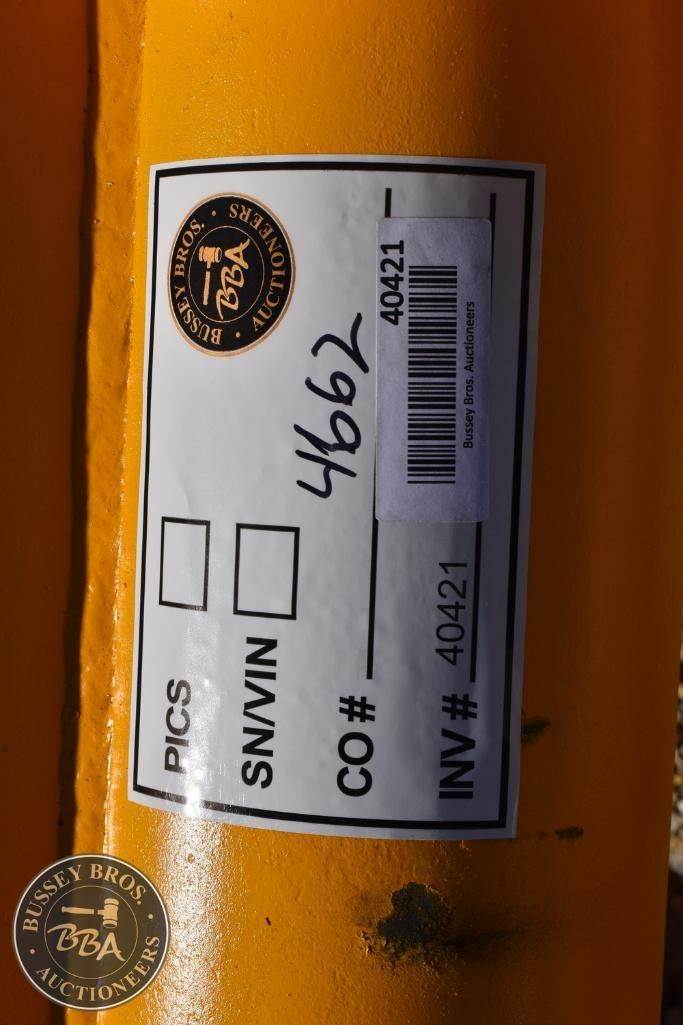 PICS
SN/VIN
CO # 4662
INV # 40421
BUSSEY BROS. · AUCTIONEERS ·
BBA
40421
Bussey Bros. Auctioneers
BUSSEY BROS.
BBA
AUCTIONEERS